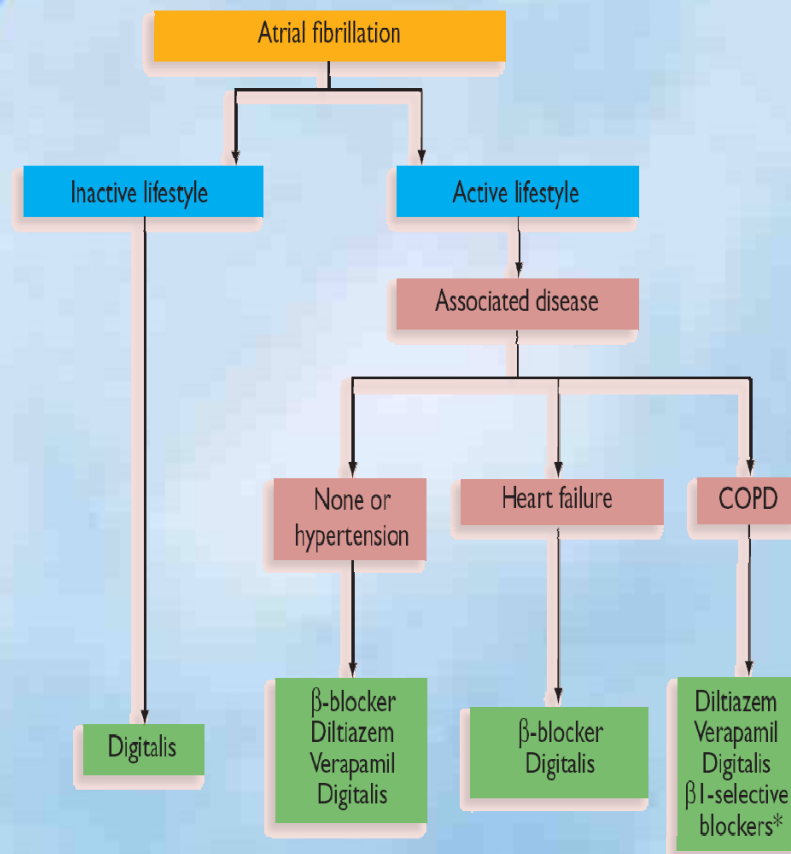 Atrial fibrillation
Inactive lifestyle
Active lifestyle
Associated disease
None or
hypertension
Heart failure
COPD
Digitalis
β-blocker
Diltiazem
Verapamil
Digitalis
β-blocker
Digitalis
Diltiazem
Verapamil
Digitalis
β1-selective
blockers*